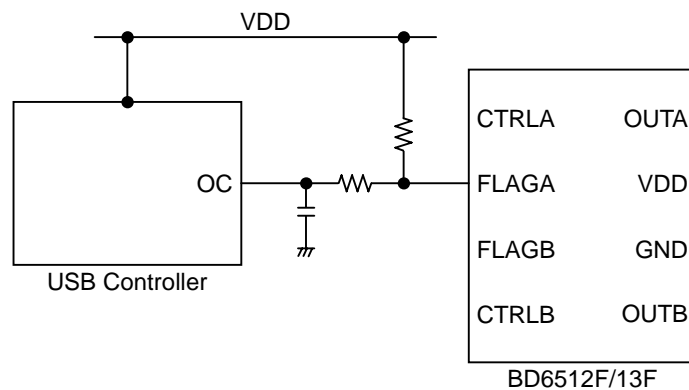 VDD
CTRLA OUTA
OC FLAGA VDD
FLAGB GND
USB Controller
CTRLB OUTB
BD6512F/13F